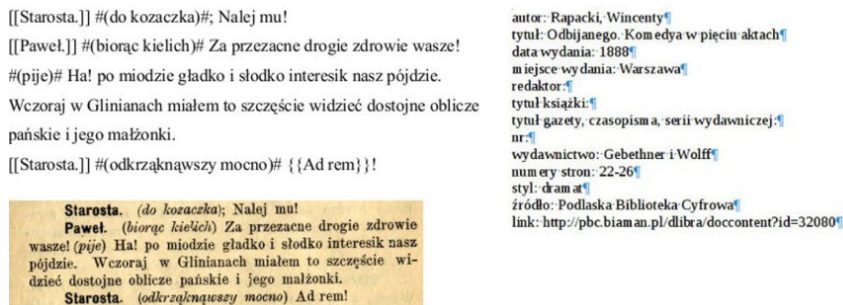 [[Starosta.]] #(do kozaczka)#; Nalej mu!
[[Paweł.]] #(biorąc kielich)# Za przezacne drogie zdrowie wasze!
#(pije)# Ha! po miodzie gładko i słodko interesik nasz pójdzie.
Wczoraj w Glinianach miałem to szczęście widzieć dostojne oblicze
pańskie i jego małżonki.
[[Starosta.]] #(odkrząknąwszy mocno)# {{Ad rem}}!
Starosta. (do kozaczka); Nalej mu!
Paweł. (biorąc kielich) Za przezacne drogie zdrowie
wasze! (pije) Ha! po miodzie gładko i słodko interesik nasz
pójdzie. Wczoraj w Glinianach miałem to szczęście wi-
dzieć dostojne oblicze pańskie i jego małżonki.
Starosta. (odkrząknąwszy mocno) Ad rem!
autor: Rapacki, Wincenty¶
tytuł: Odbijanego. Komedya w pięciu aktach¶
data wydania: 1888¶
miejsce wydania: Warszawa¶
redaktor:¶
tytuł książki:¶
tytuł gazety, czasopisma, serii wydawniczej:¶
nr:¶
wydawnictwo: Gebethner i Wolff¶
numery stron: 22-26¶
styl: dramat¶
źródło: Podlaska Biblioteka Cyfrowa¶
link: http://pbc.biaman.pl/dlibra/doccontent?id=32080¶